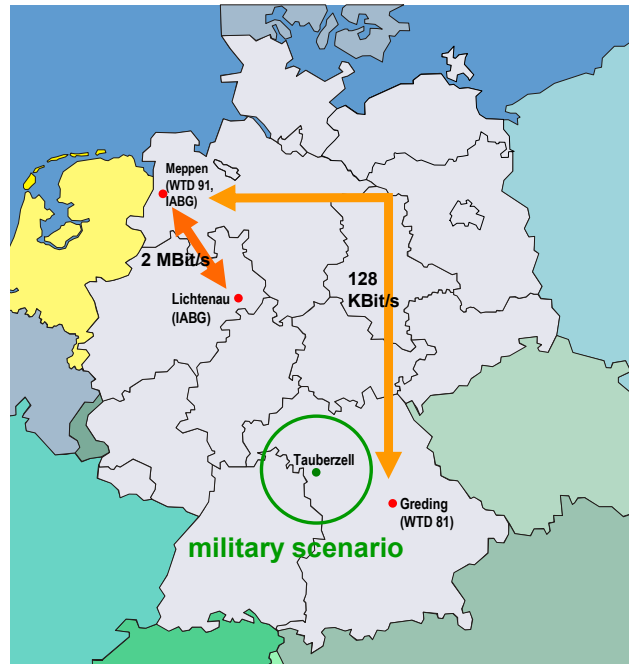 Meppen
(WTD 91,
IABG)
2 MBit/s
Lichtenau
(IABG)
128
KBit/s
Tauberzell
Greding
(WTD 81)
military scenario